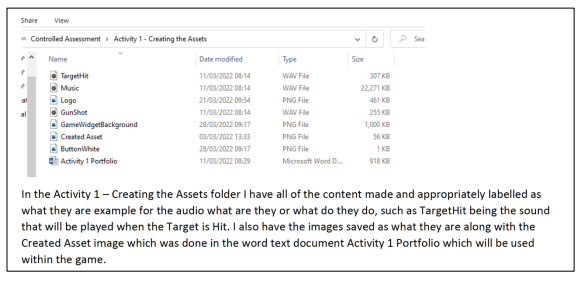 Share View
« Controlled Assessment > Activity 1 - Creating the Assets Sea
Name Date modified Type Size
TargetHit 11/03/2022 08:14 WAV File 307 KB
Music 11/03/2022 08:14 WAV File 22,271 KB
Logo 21/03/2022 09:54 PNG File 461 KB
GunShot 11/03/2022 08:14 WAV File 255 KB
GameWidgetBackground 28/03/2022 09:17 PNG File 1,000 KB
Created Asset 03/03/2022 13:33 PNG File 56 KB
ButtonWhite 28/03/2022 09:17 PNG File 1 KB
Activity 1 Portfolio 11/03/2022 08:29 Microsoft Word D... 918 KB
In the Activity 1 – Creating the Assets folder I have all of the content made and appropriately labelled as
what they are example for the audio what are they or what do they do, such as TargetHit being the sound
that will be played when the Target is Hit. I also have the images saved as what they are along with the
Created Asset image which was done in the word text document Activity 1 Portfolio which will be used
within the game.